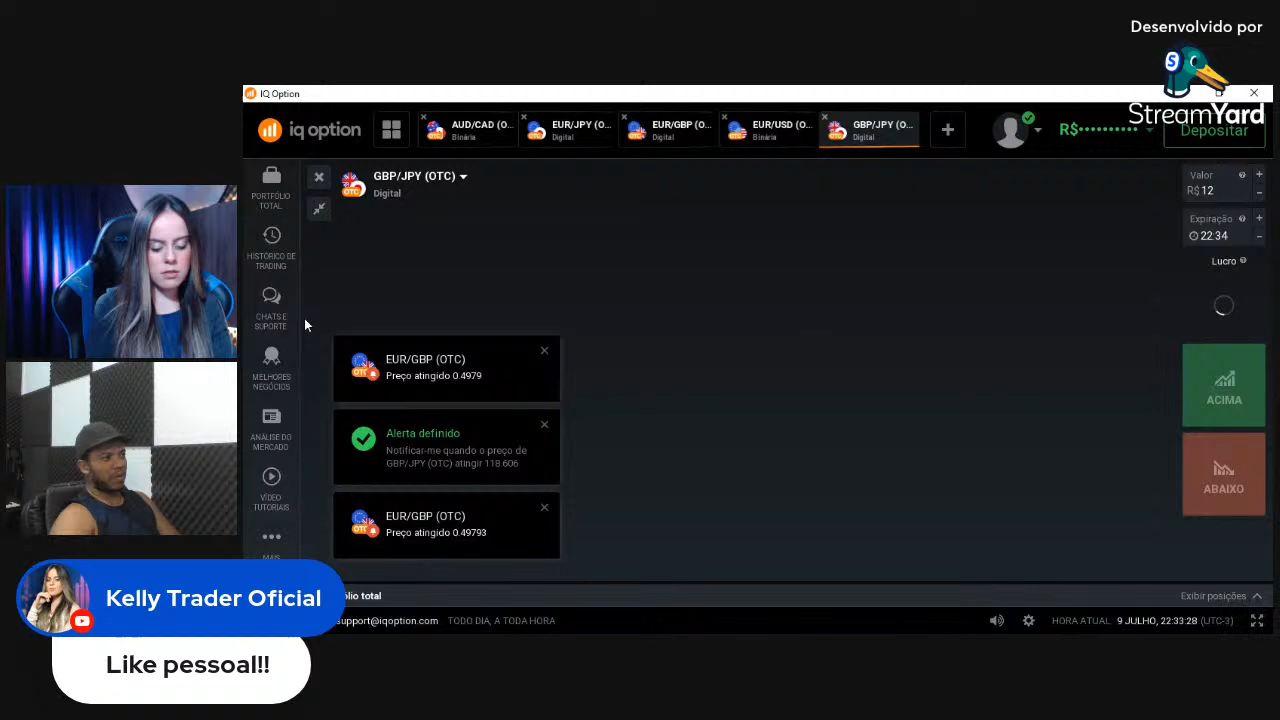 Desenvolvido por
StreamYard
IQ Option
iq option
AUD/CAD (O...
Binária
EUR/JPY (O...
Digital
EUR/GBP (O...
Digital
EUR/USD (O...
Binária
GBP/JPY (O...
Digital
R$••••••••••
Depositar
PORTFÓLIO
TOTAL
HISTÓRICO DE
TRADING
CHATS E
SUPORTE
MELHORES
NEGÓCIOS
ANÁLISE DO
MERCADO
VÍDEO
TUTORIAIS
MAIS
GBP/JPY (OTC)
Digital
Valor
R$ 12
Expiração
22:34
Lucro
ACIMA
ABAIXO
EUR/GBP (OTC)
Preço atingido 0.4979
Alerta definido
Notificar-me quando o preço de
GBP/JPY (OTC) atingir 118.606
EUR/GBP (OTC)
Preço atingido 0.49793
ólio total
Exibir posições
support@iqoption.com
TODO DIA, A TODA HORA
HORA ATUAL: 9 JULHO, 22:33:28 (UTC-3)
Kelly Trader Oficial
Like pessoal!!